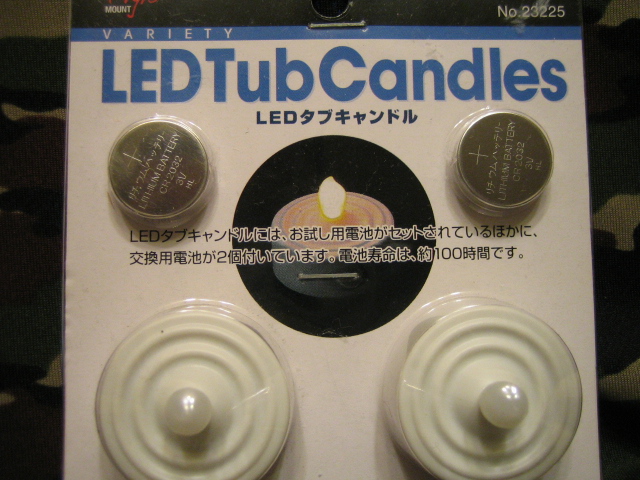 MOUNT
No.23225
VARIETY
LEDTubCandles
LEDタブキャンドル
リチウムバッテリー
LITHIUM BATTERY
CR2032
3V
HL
リチウムバッテリー
LITHIUM BATTERY
CR2032
3V
HL
LEDタブキャンドルには、お試し用電池がセットされているほかに、
交換用電池が2個付いています。電池寿命は、約100時間です。